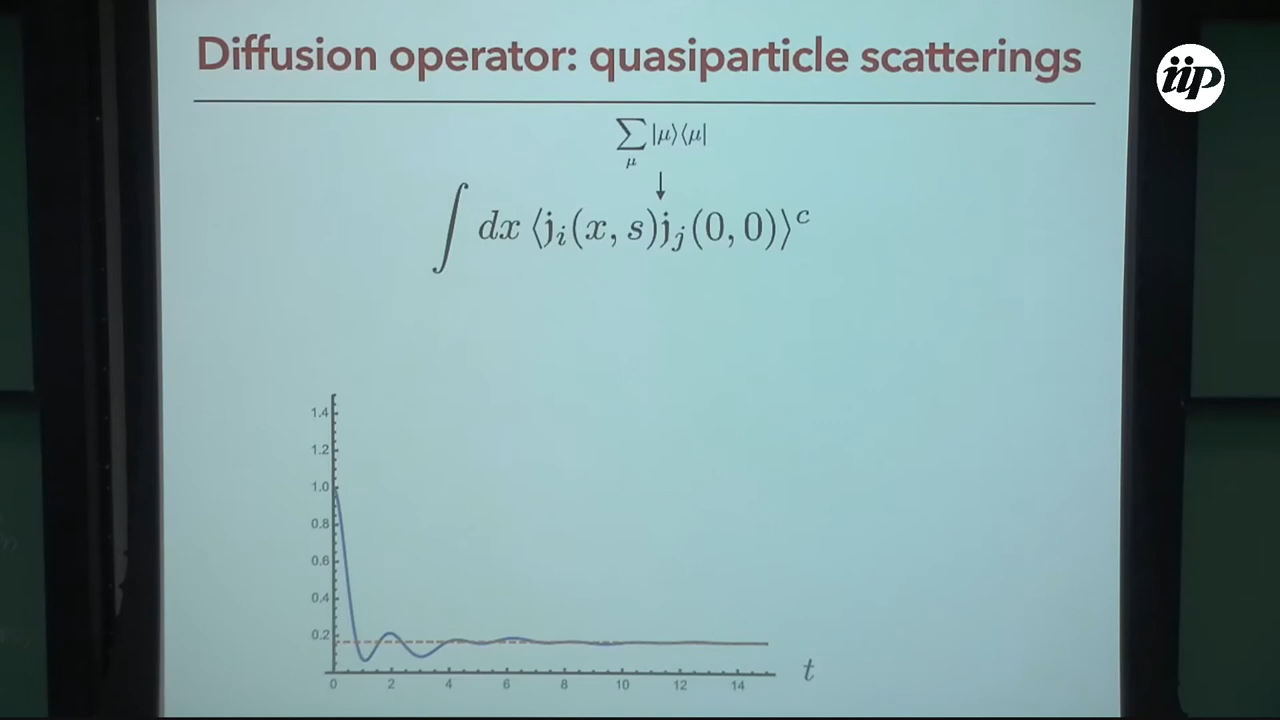 Diffusion operator: quasiparticle scatterings
iip
∑_μ |μ⟩⟨μ|
↓
∫ dx ⟨j_i(x, s)j_j(0, 0)⟩^c
1.4
1.2
1.0
0.8
0.6
0.4
0.2
0 2 4 6 8 10 12 14
t